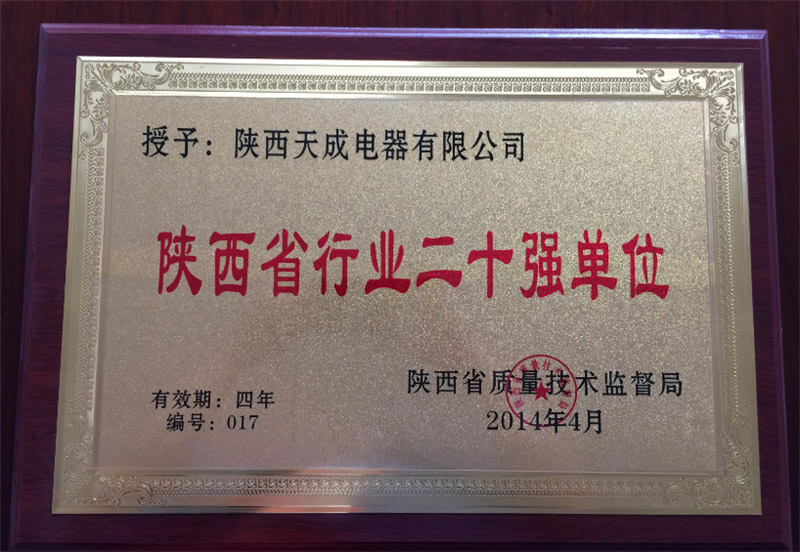 授予：陕西天成电器有限公司
陕西省行业二十强单位
有效期：四年
编号：017
陕西省质量技术监督局
2014年4月